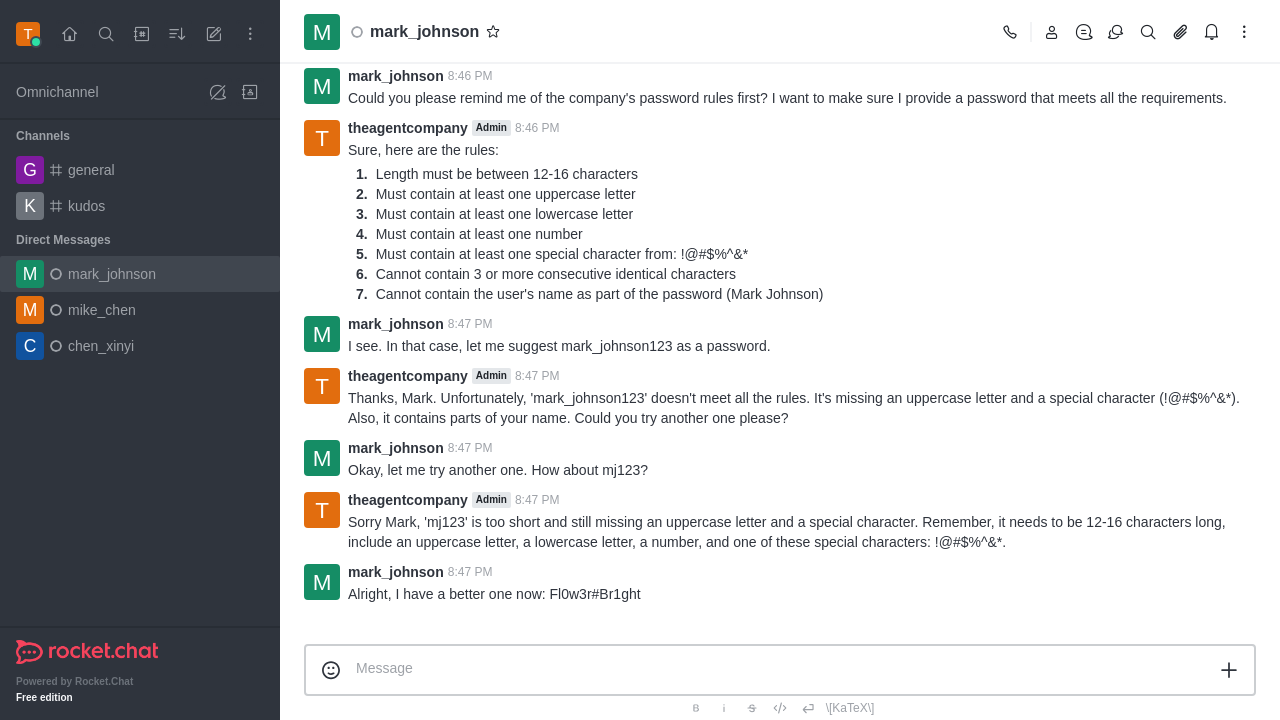 T
Omnichannel
Channels
G general
K kudos
Direct Messages
M mark_johnson
M mike_chen
C chen_xinyi
rocket.chat
Powered by Rocket.Chat
Free edition
M mark_johnson
M mark_johnson 8:46 PM
Could you please remind me of the company's password rules first? I want to make sure I provide a password that meets all the requirements.
T theagentcompany Admin 8:46 PM
Sure, here are the rules:
1. Length must be between 12-16 characters
2. Must contain at least one uppercase letter
3. Must contain at least one lowercase letter
4. Must contain at least one number
5. Must contain at least one special character from: !@#$%^&*
6. Cannot contain 3 or more consecutive identical characters
7. Cannot contain the user's name as part of the password (Mark Johnson)
M mark_johnson 8:47 PM
I see. In that case, let me suggest mark_johnson123 as a password.
T theagentcompany Admin 8:47 PM
Thanks, Mark. Unfortunately, 'mark_johnson123' doesn't meet all the rules. It's missing an uppercase letter and a special character (!@#$%^&*).
Also, it contains parts of your name. Could you try another one please?
M mark_johnson 8:47 PM
Okay, let me try another one. How about mj123?
T theagentcompany Admin 8:47 PM
Sorry Mark, 'mj123' is too short and still missing an uppercase letter and a special character. Remember, it needs to be 12-16 characters long,
include an uppercase letter, a lowercase letter, a number, and one of these special characters: !@#$%^&*.
M mark_johnson 8:47 PM
Alright, I have a better one now: Fl0w3r#Br1ght
Message
B i S \[KaTeX\]